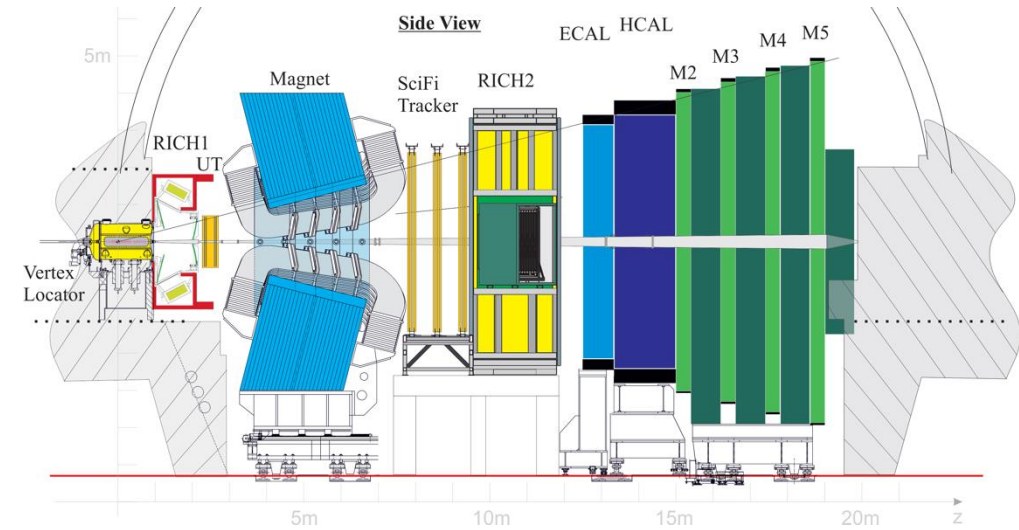 Side View
5m
ECAL
HCAL
M5
M4
M3
M2
Magnet
SciFi
Tracker
RICH2
RICH1
UT
Vertex
Locator
5m
10m
15m
20m
z